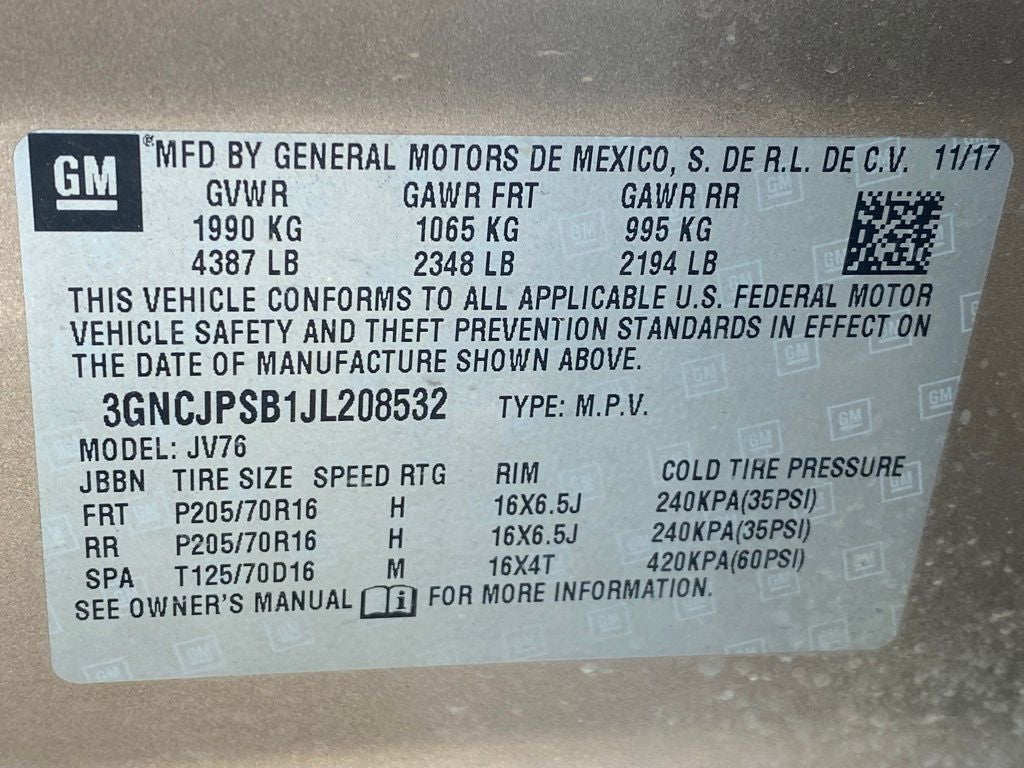 GM ® MFD BY GENERAL MOTORS DE MEXICO, S. DE R.L. DE C.V. 11/17
GVWR GAWR FRT GAWR RR
1990 KG 1065 KG 995 KG
4387 LB 2348 LB 2194 LB
THIS VEHICLE CONFORMS TO ALL APPLICABLE U.S. FEDERAL MOTOR
VEHICLE SAFETY AND THEFT PREVENTION STANDARDS IN EFFECT ON
THE DATE OF MANUFACTURE SHOWN ABOVE.
3GNCJPSB1JL208532 TYPE: M.P.V.
MODEL: JV76
JBBN TIRE SIZE SPEED RTG RIM COLD TIRE PRESSURE
FRT P205/70R16 H 16X6.5J 240KPA(35PSI)
RR P205/70R16 H 16X6.5J 240KPA(35PSI)
SPA T125/70D16 M 16X4T 420KPA(60PSI)
SEE OWNER'S MANUAL i FOR MORE INFORMATION.